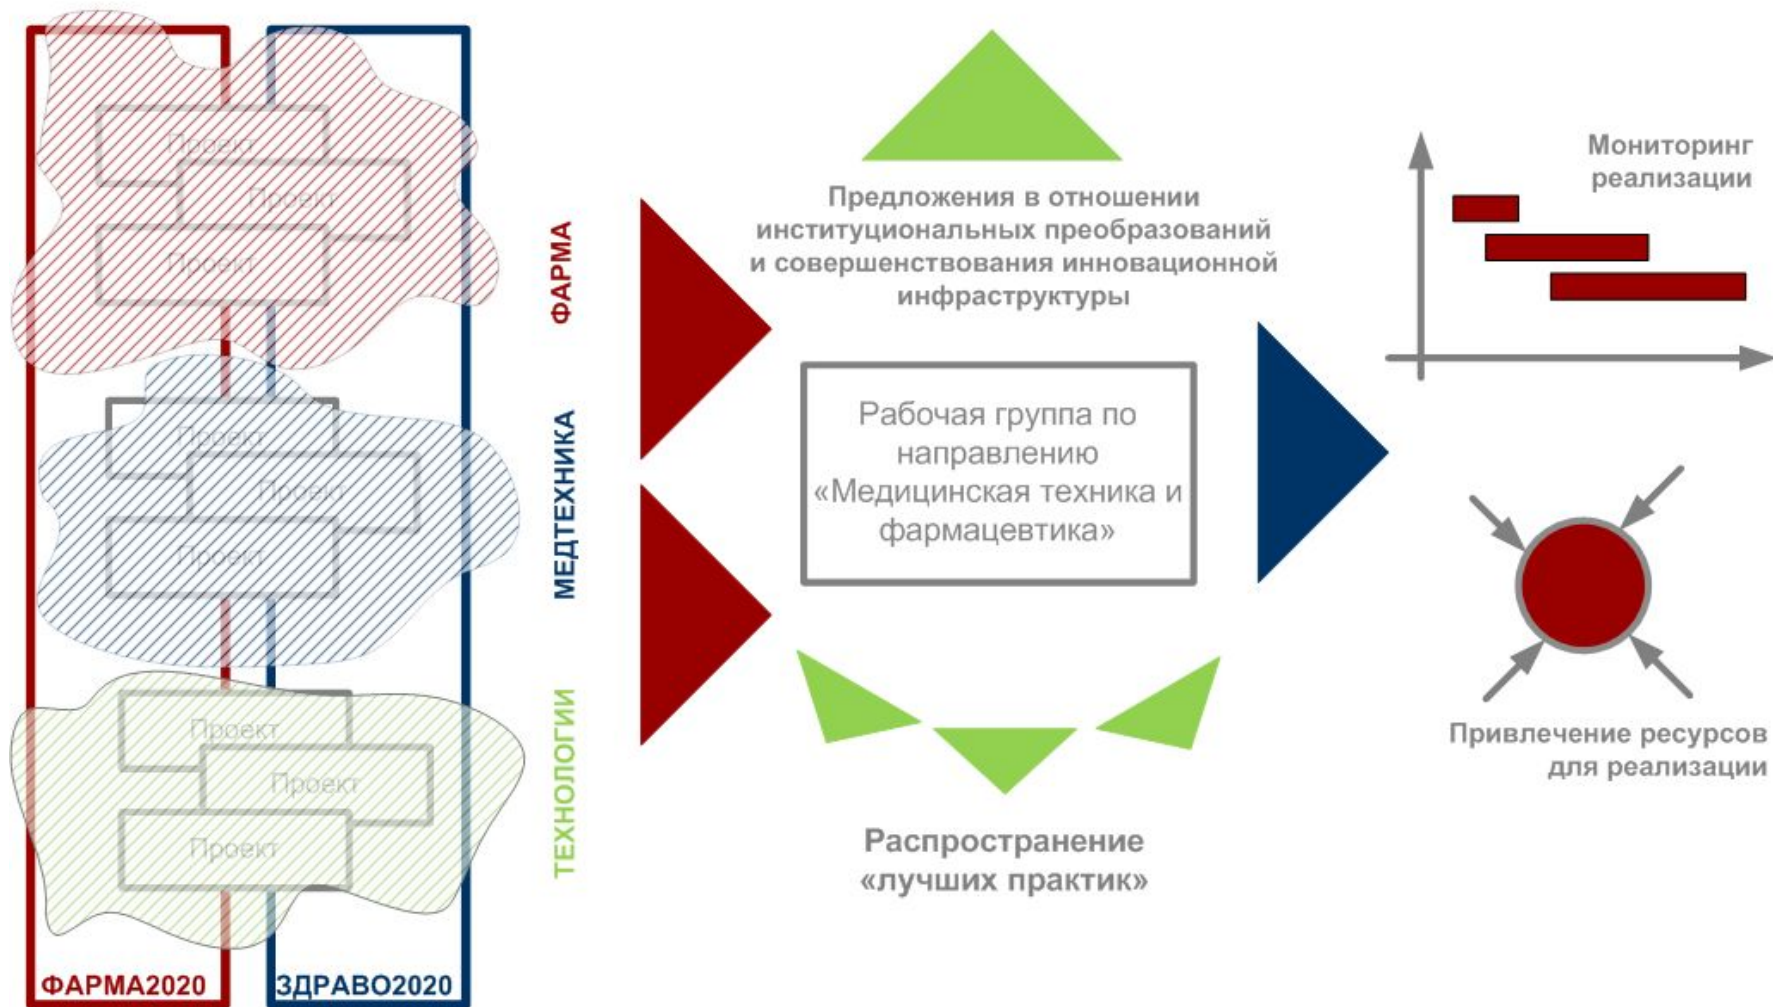 Проект
Проект
Проект
ФАРМА
Проект
Проект
Проект
МЕДТЕХНИКА
Проект
Проект
Проект
ТЕХНОЛОГИИ
ФАРМА2020
ЗДРАВО2020
Предложения в отношении
институциональных преобразований
и совершенствования инновационной
инфраструктуры
Рабочая группа по
направлению
«Медицинская техника и
фармацевтика»
Распространение
«лучших практик»
Мониторинг
реализации
Привлечение ресурсов
для реализации